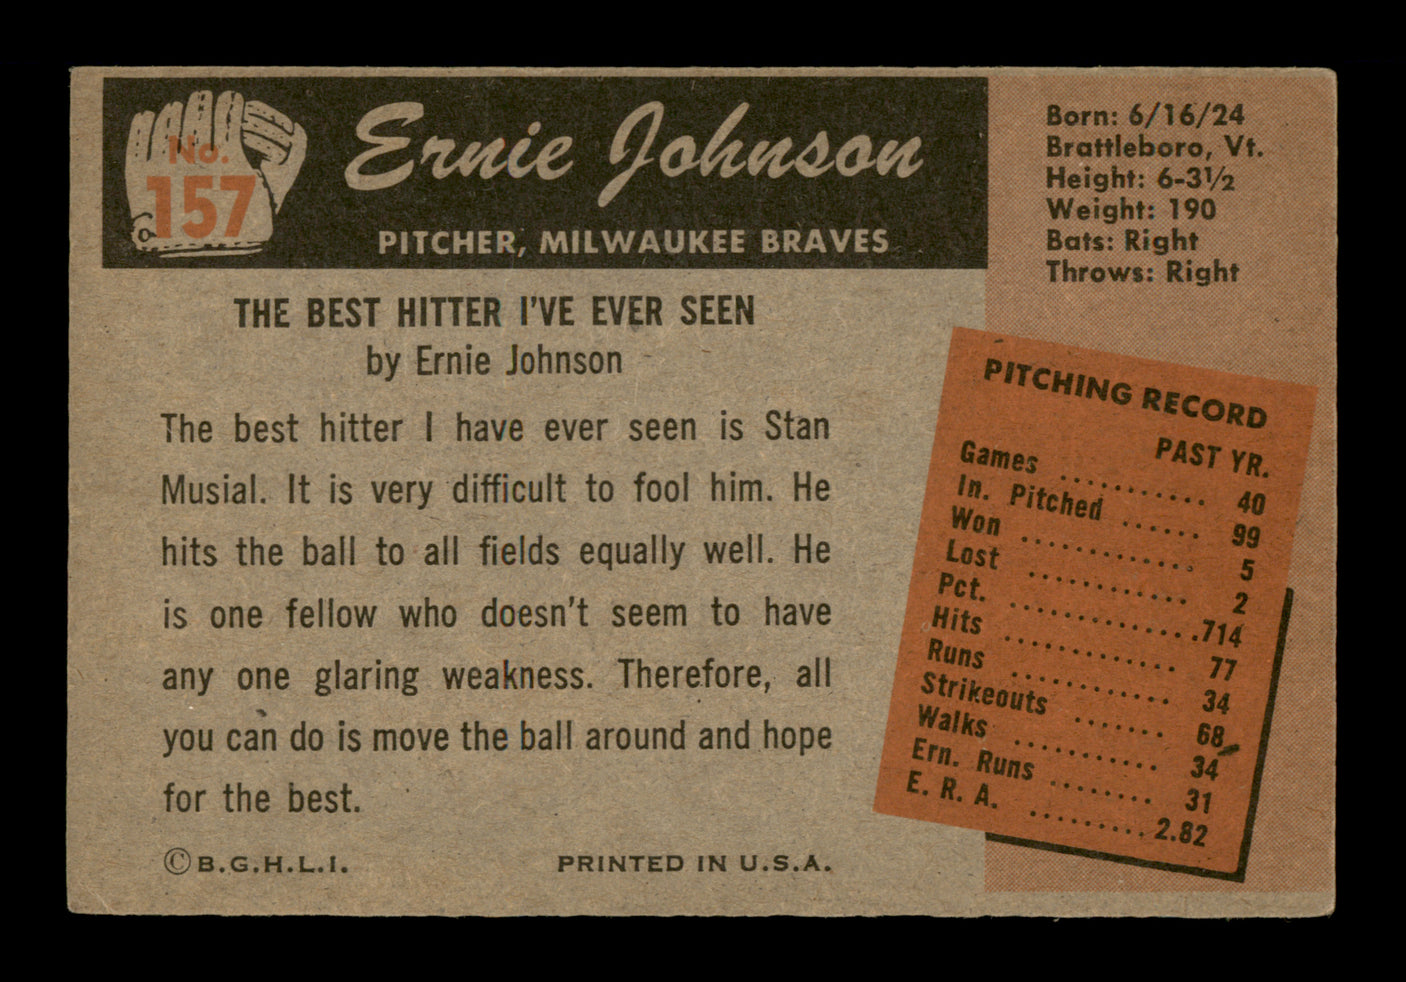 No.
157
Ernie Johnson
PITCHER, MILWAUKEE BRAVES
Born: 6/16/24
Brattleboro, Vt.
Height: 6-3½
Weight: 190
Bats: Right
Throws: Right
THE BEST HITTER I'VE EVER SEEN
by Ernie Johnson
The best hitter I have ever seen is Stan
Musial. It is very difficult to fool him. He
hits the ball to all fields equally well. He
is one fellow who doesn't seem to have
any one glaring weakness. Therefore, all
you can do is move the ball around and hope
for the best.
© B.G.H.L.I.
PRINTED IN U.S.A.
PITCHING RECORD
PAST YR.
Games ........... 40
In. Pitched ...... 99
Won ............. 5
Lost ............ 2
Pct. .............714
Hits ............. 77
Runs ............ 34
Strikeouts ....... 68
Walks ........... 34
Ern. Runs ........ 31
E. R. A. ......... 2.82